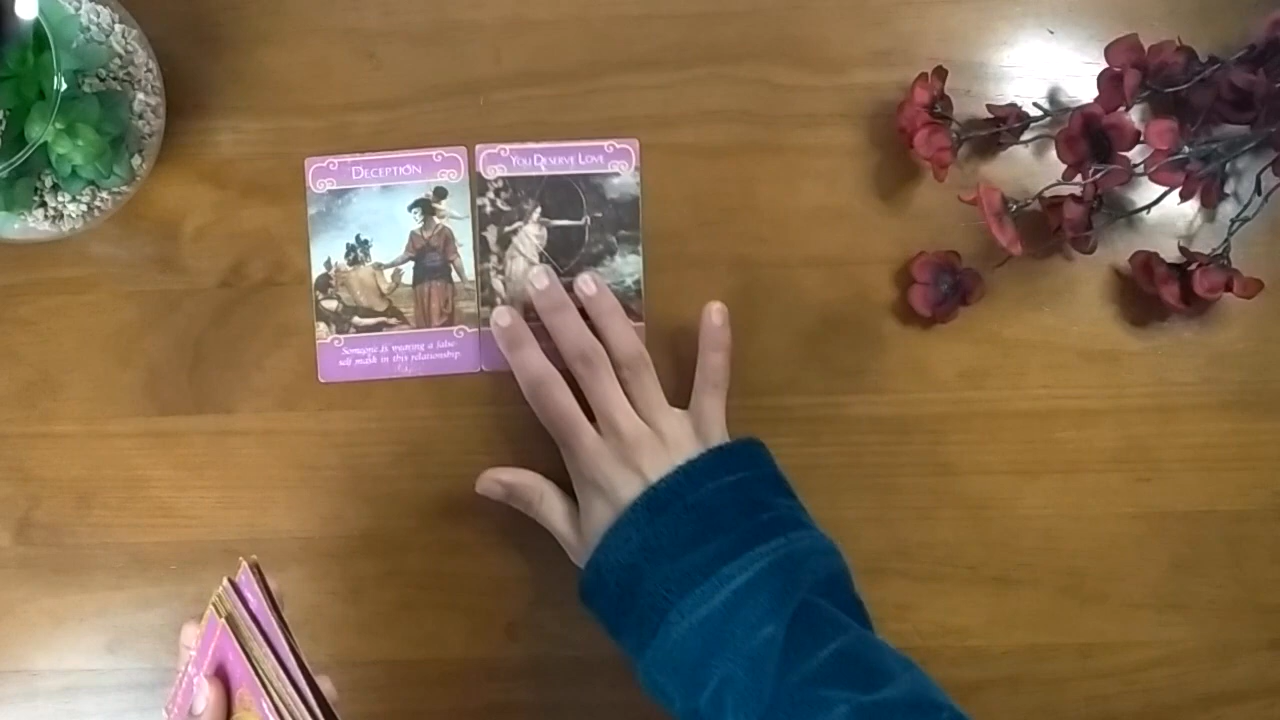 DECEPTION
YOU DESERVE LOVE
Someone is wearing a false-
self mask in this relationship.